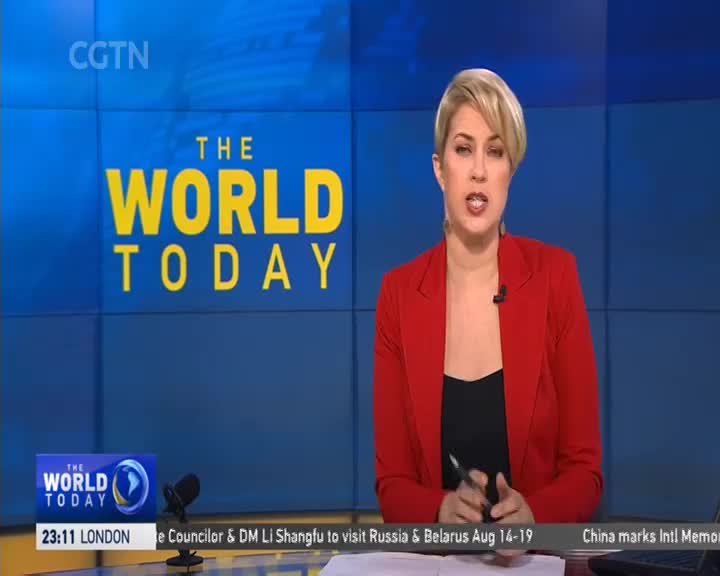 CGTN
THE
WORLD
TODAY
THE
WORLD
TODAY
23:11 LONDON
Councilor & DM Li Shangfu to visit Russia & Belarus Aug 14-19 China marks Intl